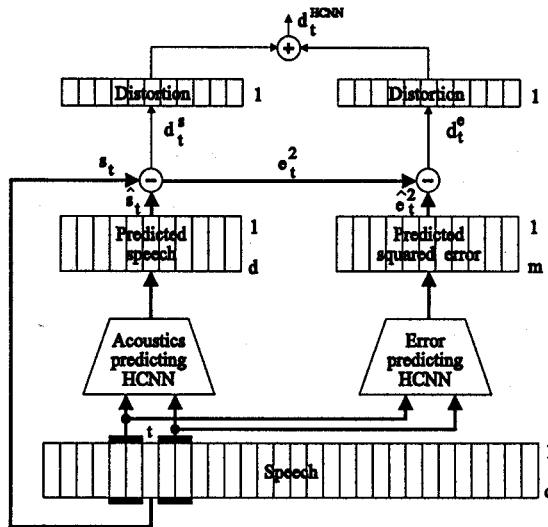 d_t^HCNN
+
Distortion 1
Distortion 1
d_t^s
d_t^e
s_t
−
e_t^2
−
ŝ_t
ê_t^2
Predicted
speech
1
d
Predicted
squared error
1
m
Acoustics
predicting
HCNN
Error
predicting
HCNN
t
Speech